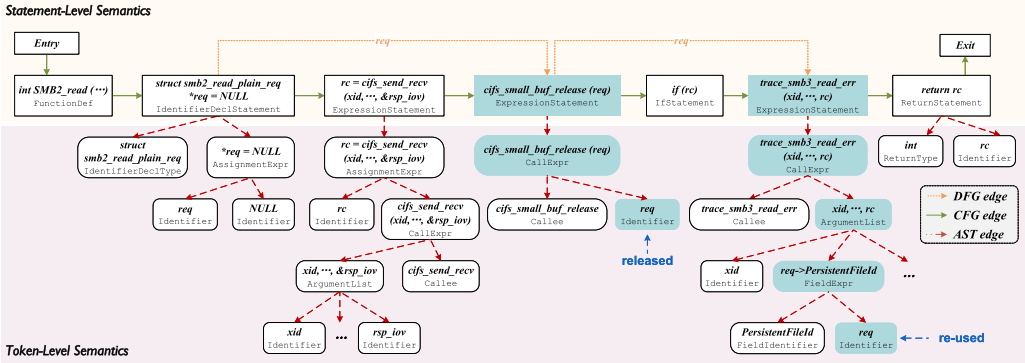 Statement-Level Semantics
Entry
req
req
Exit
int SMB2_read (···)
FunctionDef
struct smb2_read_plain_req
*req = NULL
IdentifierDeclStatement
rc = cifs_send_recv
(xid,···, &rsp_iov)
ExpressionStatement
cifs_small_buf_release (req)
ExpressionStatement
if (rc)
IfStatement
trace_smb3_read_err
(xid,···, rc)
ExpressionStatement
return rc
ReturnStatement
struct
smb2_read_plain_req
IdentifierDeclType
*req = NULL
AssignmentExpr
rc = cifs_send_recv
(xid,···, &rsp_iov)
AssignmentExpr
cifs_small_buf_release (req)
CallExpr
trace_smb3_read_err
(xid,···, rc)
CallExpr
int
ReturnType
rc
Identifier
req
Identifier
NULL
Identifier
rc
Identifier
cifs_send_recv
(xid,···, &rsp_iov)
CallExpr
cifs_small_buf_release
Callee
req
Identifier
trace_smb3_read_err
Callee
xid,···, rc
ArgumentList
DFG edge
CFG edge
AST edge
released
xid,···, &rsp_iov
ArgumentList
cifs_send_recv
Callee
xid
Identifier
req->PersistentFileId
FieldExpr
...
xid
Identifier
...
rsp_iov
Identifier
PersistentFileId
FieldIdentifier
req
Identifier
re-used
Token-Level Semantics